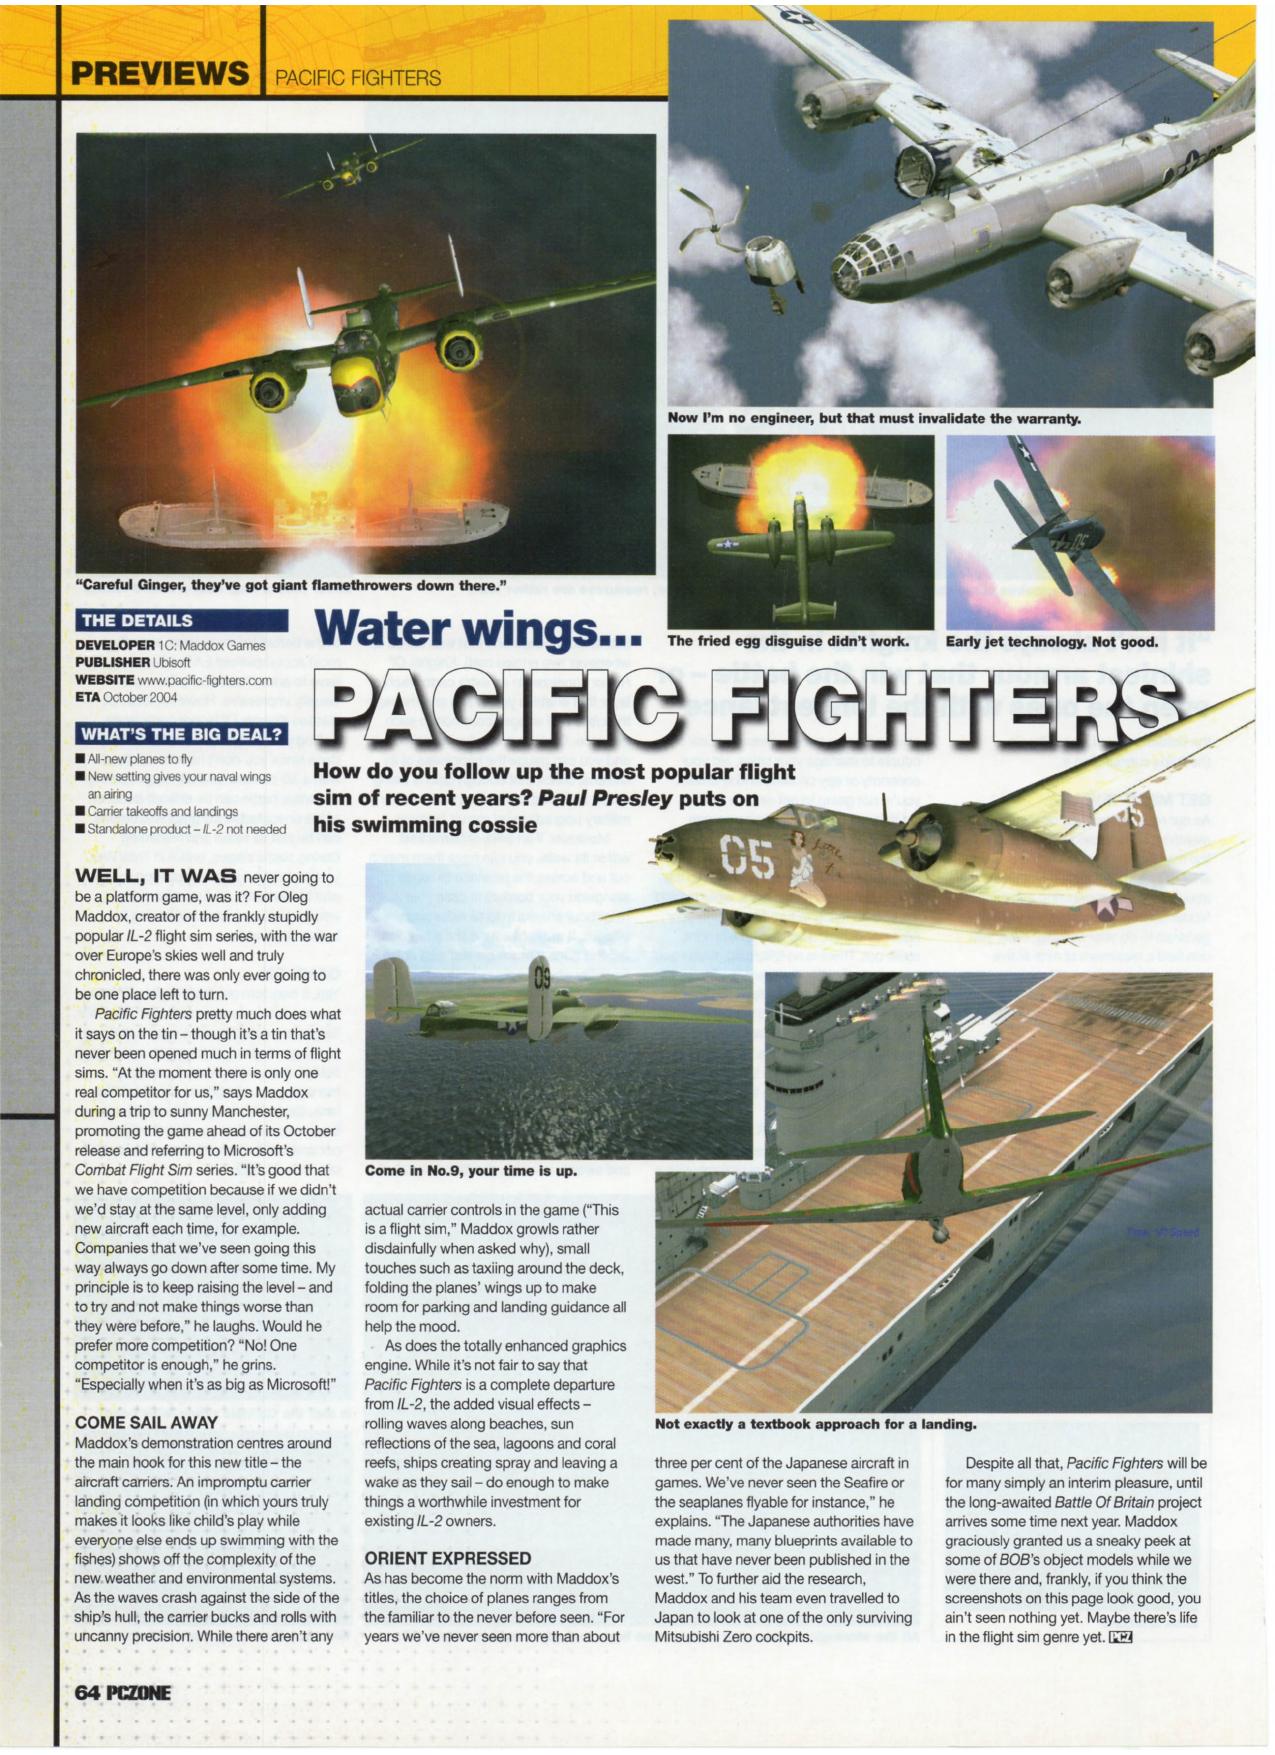 PREVIEWS
PACIFIC FIGHTERS
Now I'm no engineer, but that must invalidate the warranty.
"Careful Ginger, they've got giant flamethrowers down there."
The fried egg disguise didn't work.
Early jet technology. Not good.
THE DETAILS
DEVELOPER 1C: Maddox Games
PUBLISHER Ubisoft
WEBSITE www.pacific-fighters.com
ETA October 2004
WHAT'S THE BIG DEAL?
■ All-new planes to fly
■ New setting gives your naval wings
an airing
■ Carrier takeoffs and landings
■ Standalone product – IL-2 not needed
Water wings...
PACIFIC FIGHTERS
How do you follow up the most popular flight
sim of recent years? Paul Presley puts on
his swimming cossie
05
05
09
05
WELL, IT WAS never going to
be a platform game, was it? For Oleg
Maddox, creator of the frankly stupidly
popular IL-2 flight sim series, with the war
over Europe's skies well and truly
chronicled, there was only ever going to
be one place left to turn.
Pacific Fighters pretty much does what
it says on the tin – though it's a tin that's
never been opened much in terms of flight
sims. "At the moment there is only one
real competitor for us," says Maddox
during a trip to sunny Manchester,
promoting the game ahead of its October
release and referring to Microsoft's
Combat Flight Sim series. "It's good that
we have competition because if we didn't
we'd stay at the same level, only adding
new aircraft each time, for example.
Companies that we've seen going this
way always go down after some time. My
principle is to keep raising the level – and
to try and not make things worse than
they were before," he laughs. Would he
prefer more competition? "No! One
competitor is enough," he grins.
"Especially when it's as big as Microsoft!"
COME SAIL AWAY
Maddox's demonstration centres around
the main hook for this new title – the
aircraft carriers. An impromptu carrier
landing competition (in which yours truly
makes it looks like child's play while
everyone else ends up swimming with the
fishes) shows off the complexity of the
new weather and environmental systems.
As the waves crash against the side of the
ship's hull, the carrier bucks and rolls with
uncanny precision. While there aren't any
Come in No.9, your time is up.
actual carrier controls in the game ("This
is a flight sim," Maddox growls rather
disdainfully when asked why), small
touches such as taxiing around the deck,
folding the planes' wings up to make
room for parking and landing guidance all
help the mood.
As does the totally enhanced graphics
engine. While it's not fair to say that
Pacific Fighters is a complete departure
from IL-2, the added visual effects –
rolling waves along beaches, sun
reflections of the sea, lagoons and coral
reefs, ships creating spray and leaving a
wake as they sail – do enough to make
things a worthwhile investment for
existing IL-2 owners.
ORIENT EXPRESSED
As has become the norm with Maddox's
titles, the choice of planes ranges from
the familiar to the never before seen. "For
years we've never seen more than about
Not exactly a textbook approach for a landing.
three per cent of the Japanese aircraft in
games. We've never seen the Seafire or
the seaplanes flyable for instance," he
explains. "The Japanese authorities have
made many, many blueprints available to
us that have never been published in the
west." To further aid the research,
Maddox and his team even travelled to
Japan to look at one of the only surviving
Mitsubishi Zero cockpits.
Despite all that, Pacific Fighters will be
for many simply an interim pleasure, until
the long-awaited Battle Of Britain project
arrives some time next year. Maddox
graciously granted us a sneaky peek at
some of BOB's object models while we
were there and, frankly, if you think the
screenshots on this page look good, you
ain't seen nothing yet. Maybe there's life
in the flight sim genre yet. PCZ
64 PCZONE